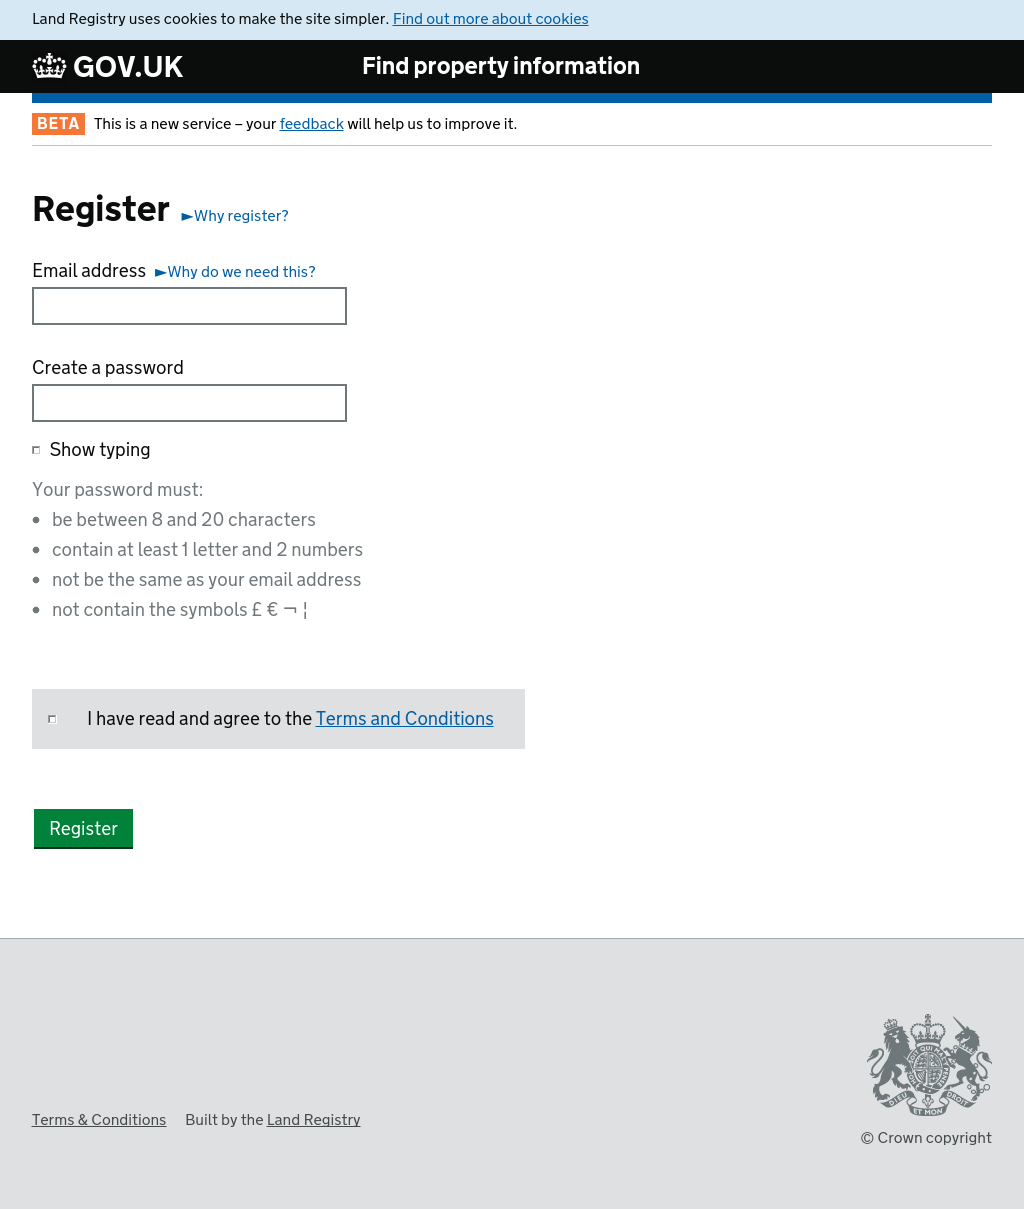 Land Registry uses cookies to make the site simpler. Find out more about cookies
GOV.UK Find property information
BETA This is a new service – your feedback will help us to improve it.
Register ►Why register?
Email address ►Why do we need this?
Create a password
Show typing
Your password must:
• be between 8 and 20 characters
• contain at least 1 letter and 2 numbers
• not be the same as your email address
• not contain the symbols £ € ¬ ¦
I have read and agree to the Terms and Conditions
Register
DIEU ET MON DROIT
Terms & Conditions Built by the Land Registry
© Crown copyright